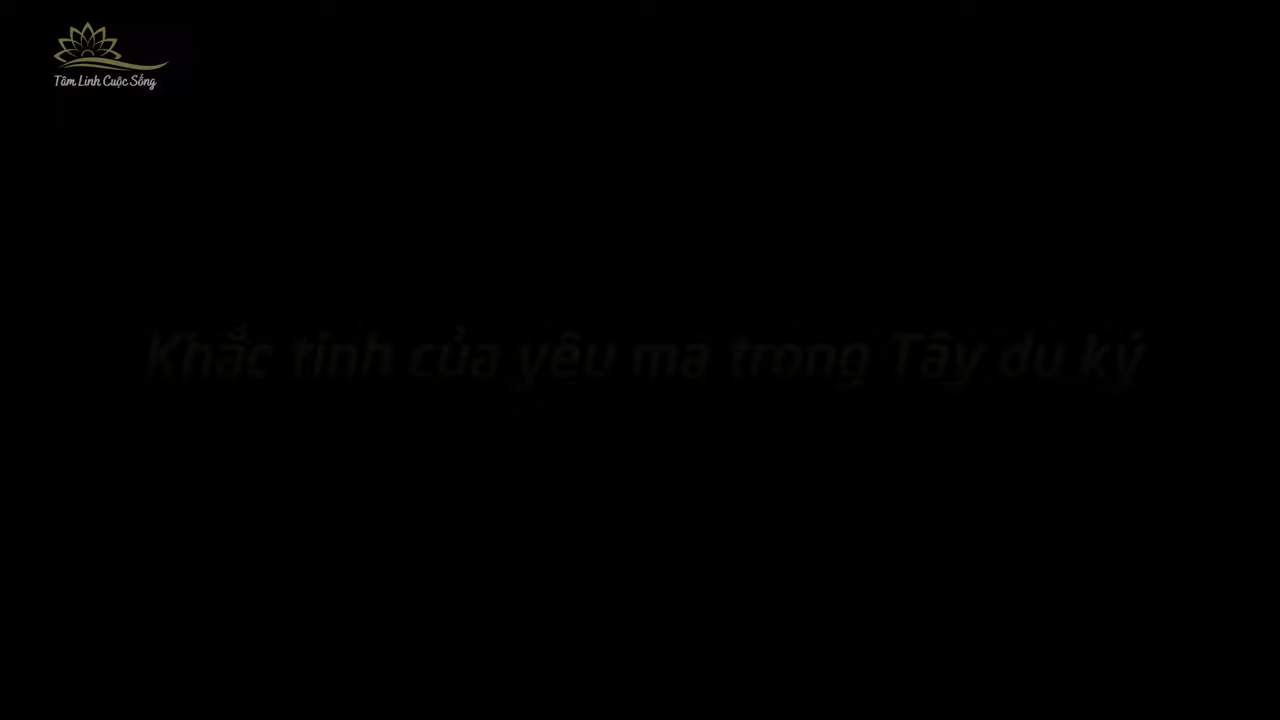 Tâm Linh Cuộc Sống
Khắc tinh của yêu ma trong Tây du ký